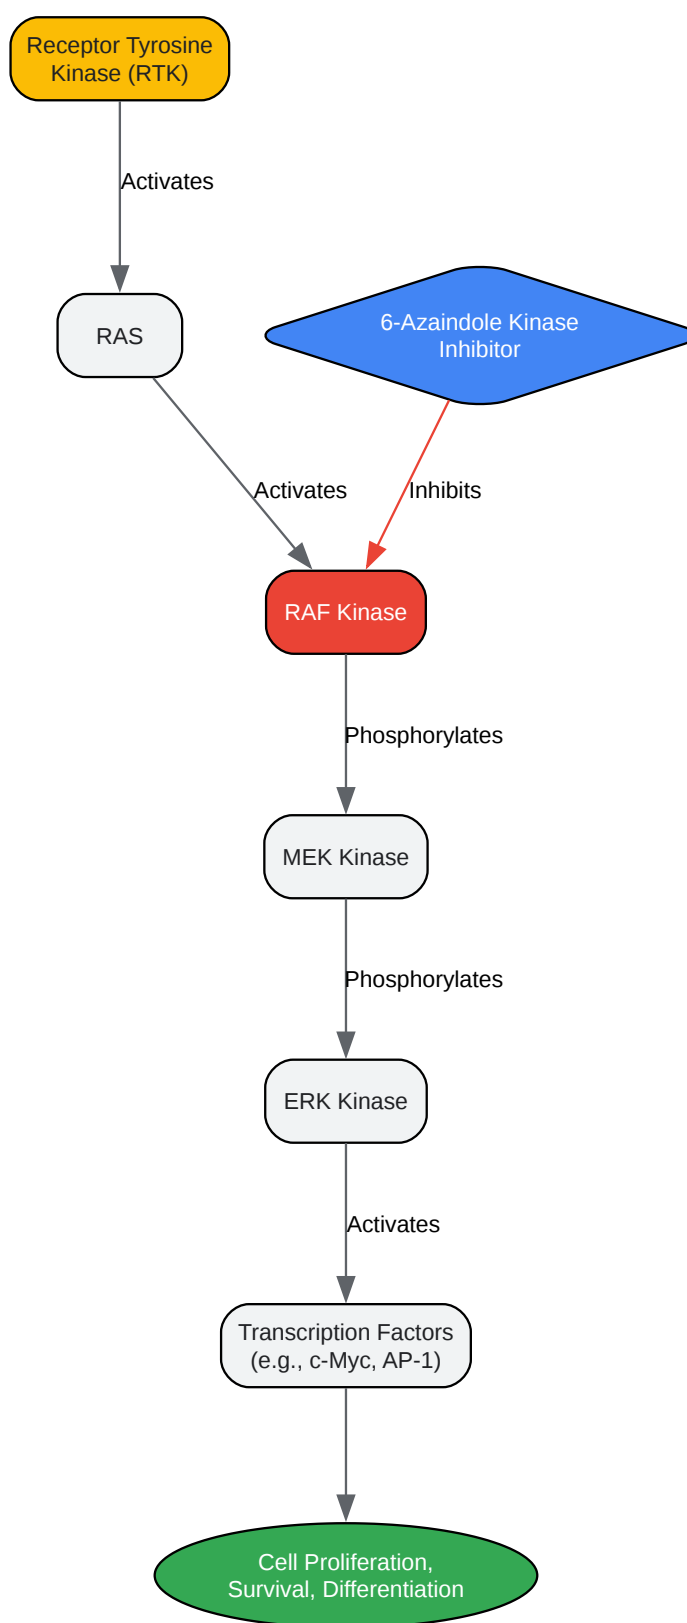 Receptor Tyrosine
Kinase (RTK)
Activates
RAS
6-Azaindole Kinase
Inhibitor
Activates
Inhibits
RAF Kinase
Phosphorylates
MEK Kinase
Phosphorylates
ERK Kinase
Activates
Transcription Factors
(e.g., c-Myc, AP-1)
Cell Proliferation,
Survival, Differentiation